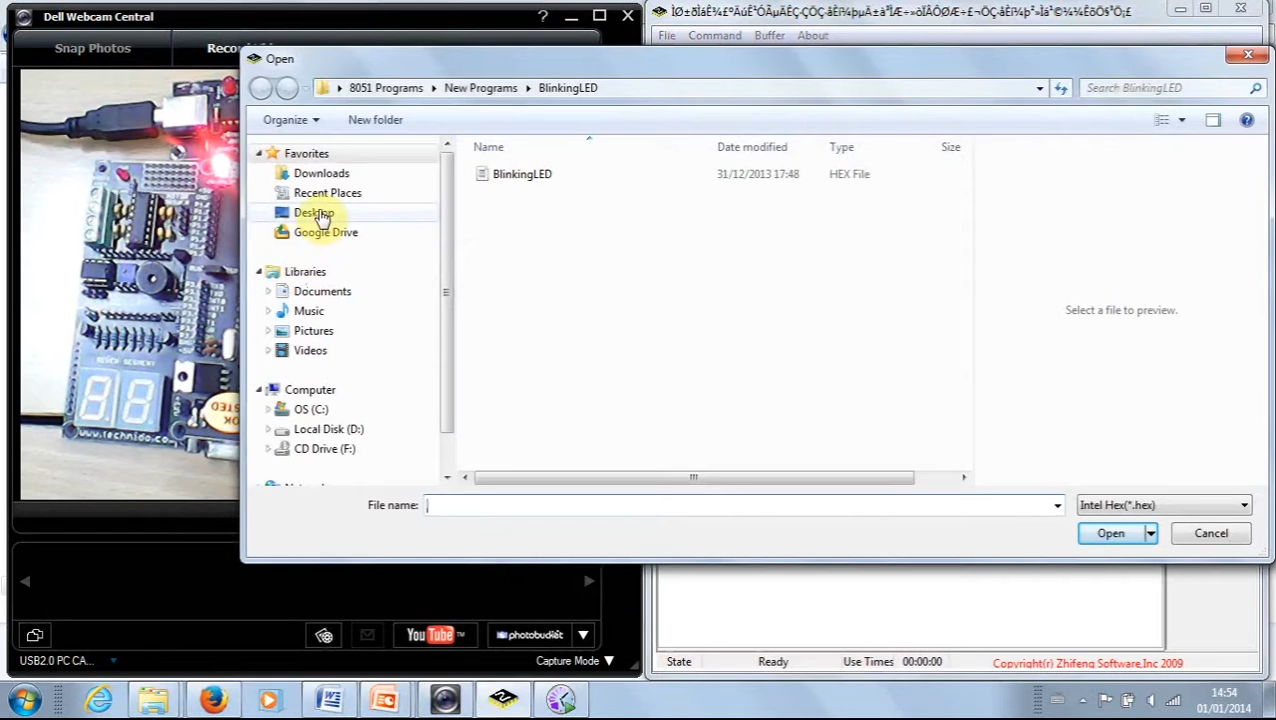 Dell Webcam Central
?
Snap Photos
File Command Buffer About
Open
8051 Programs
New Programs
BlinkingLED
Search BlinkingLED
Organize
New folder
Name
Date modified
Type
Size
Favorites
Downloads
Recent Places
Desktop
Google Drive
Libraries
Documents
Music
Pictures
Videos
Computer
OS (C:)
Local Disk (D:)
CD Drive (F:)
BlinkingLED
31/12/2013 17:48
HEX File
Select a file to preview.
File name:
Intel Hex(*.hex)
Open
Cancel
www.technido.co
You Tube
photobucket
USB2.0 PC CA...
Capture Mode
State
Ready
Use Times
00:00:00
Copyright(r) Zhifeng Software,Inc 2009
14:54
01/01/2014